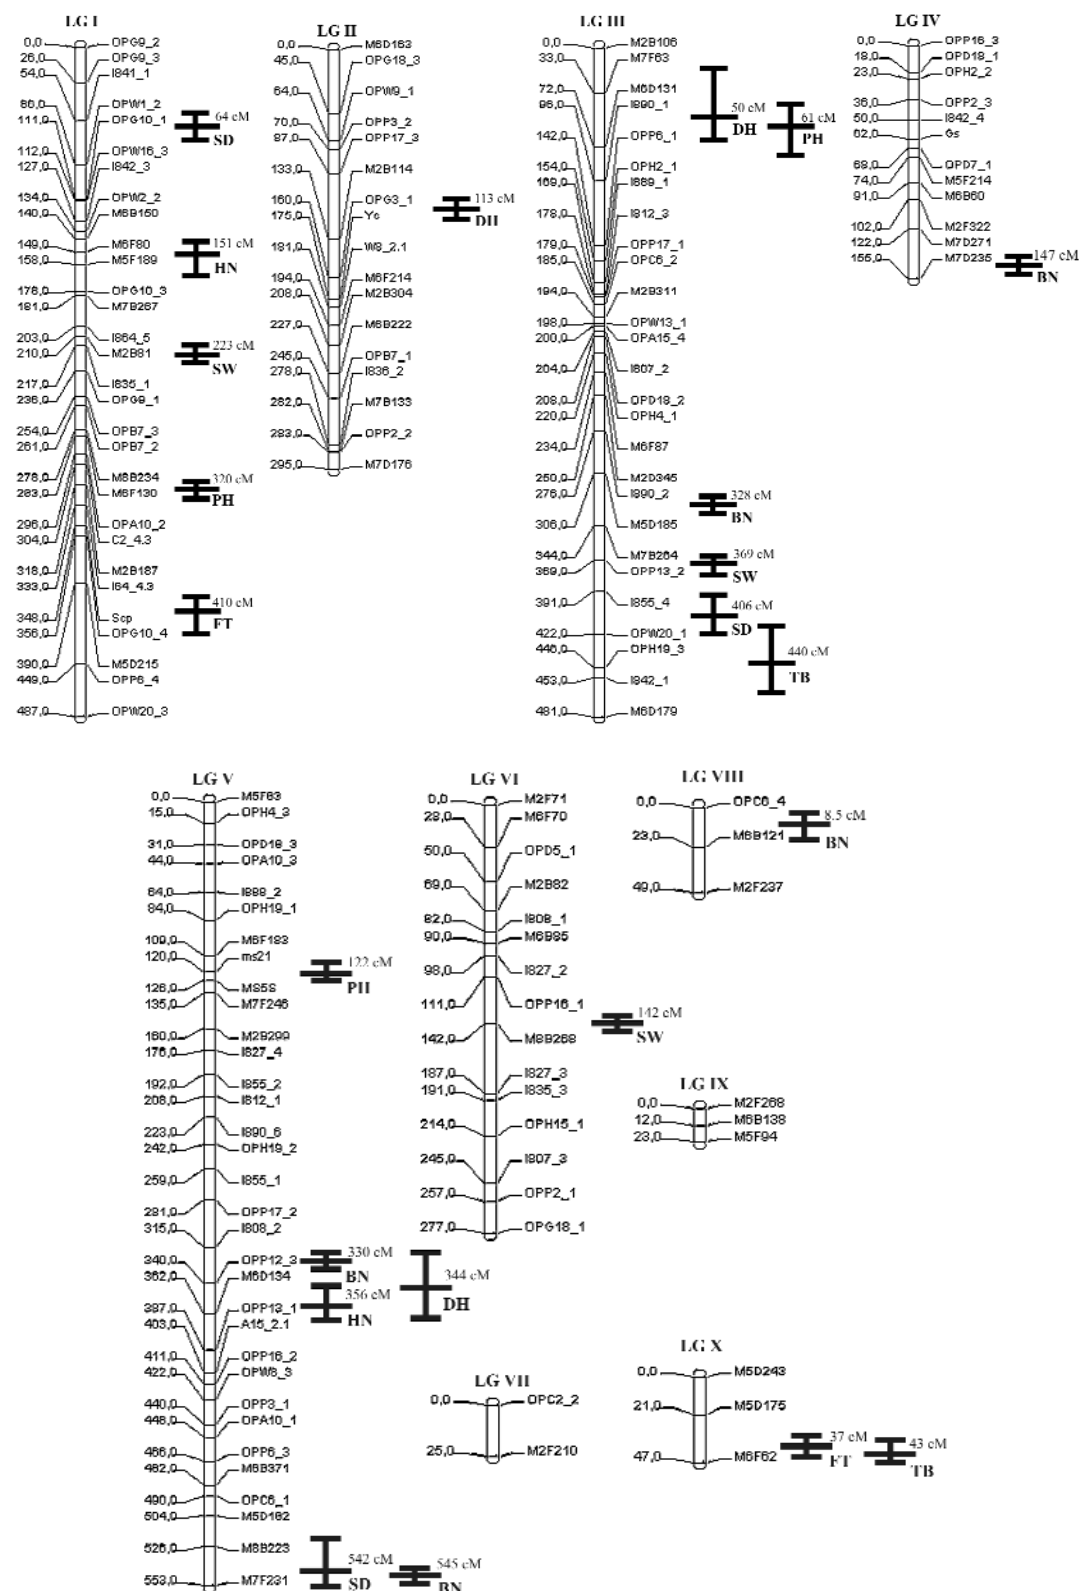 LG I
0,0 OPG9_2
26,0 OPG9_3
54,0 I841_1
86,0 OPW1_2
111,0 OPG10_1
112,0 OPW16_3
127,0 I842_3
134,0 OPW2_2
140,0 M6B150
149,0 M6F80
158,0 M5F189
178,0 OPG10_3
181,0 M7B267
203,0 I864_5
210,0 M2B81
217,0 I835_1
236,0 OPG9_1
254,0 OPB7_3
261,0 OPB7_2
276,0 M8B234
283,0 M6F130
296,0 OPA10_2
304,0 C2_4.3
318,0 M2B187
333,0 I64_4.3
348,0 Scp
356,0 OPG10_4
390,0 M5D215
449,0 OPP6_4
487,0 OPW20_3
64 cM
SD
151 cM
HN
223 cM
SW
320 cM
PH
410 cM
FT
LG II
0,0 M6D163
45,0 OPG18_3
64,0 OPW9_1
70,0 OPP3_2
87,0 OPP17_3
133,0 M2B114
160,0 OPG3_1
175,0 Yc
181,0 W8_2.1
194,0 M6F214
208,0 M2B304
227,0 M6B222
245,0 OPB7_1
278,0 I836_2
282,0 M7B133
283,0 OPP2_2
295,0 M7D176
113 cM
DH
LG III
0,0 M2B106
33,0 M7F63
72,0 M6D131
96,0 I890_1
142,0 OPP6_1
154,0 OPH2_1
169,0 I889_1
178,0 I812_3
179,0 OPP17_1
185,0 OPC6_2
194,0 M2B311
198,0 OPW13_1
200,0 OPA15_4
204,0 I807_2
208,0 OPD18_2
220,0 OPH4_1
234,0 M6F87
250,0 M2D345
276,0 I890_2
306,0 M5D185
344,0 M7B264
369,0 OPP13_2
391,0 I855_4
422,0 OPW20_1
446,0 OPH19_3
453,0 I842_1
481,0 M6D179
50 cM
DH
61 cM
PH
328 cM
BN
369 cM
SW
406 cM
SD
440 cM
TB
LG IV
0,0 OPP16_3
18,0 OPD18_1
23,0 OPH2_2
36,0 OPP2_3
50,0 I842_4
62,0 Gs
68,0 OPD7_1
74,0 M5F214
91,0 M6B60
102,0 M2F322
122,0 M7D271
155,0 M7D235
147 cM
BN
LG V
0,0 M5F63
15,0 OPH4_3
31,0 OPD18_3
44,0 OPA10_3
64,0 I888_2
84,0 OPH19_1
109,0 M6F183
120,0 ms21
126,0 MS58
135,0 M7F246
160,0 M2B299
176,0 I827_4
192,0 I855_2
208,0 I812_1
223,0 I890_6
242,0 OPH19_2
259,0 I855_1
281,0 OPP17_2
315,0 I808_2
340,0 OPP12_3
362,0 M6D134
397,0 OPP13_1
403,0 A15_2.1
411,0 OPP16_2
422,0 OPW8_3
440,0 OPP3_1
448,0 OPA10_1
466,0 OPP6_3
482,0 M6B371
490,0 OPC6_1
504,0 M5D162
526,0 M8B223
553,0 M7F231
122 cM
PH
330 cM
BN
356 cM
HN
344 cM
DH
542 cM
SD
545 cM
BN
LG VI
0,0 M2F71
28,0 M6F70
50,0 OPD5_1
69,0 M2B82
82,0 I808_1
90,0 M6B85
98,0 I827_2
111,0 OPP16_1
142,0 M8B268
187,0 I827_3
191,0 I835_3
214,0 OPH15_1
245,0 I807_3
257,0 OPP2_1
277,0 OPG18_1
142 cM
SW
LG VIII
0,0 OPC6_4
23,0 M6B121
49,0 M2F237
8.5 cM
BN
LG IX
0,0 M2F268
12,0 M6B138
23,0 M5F94
LG VII
0,0 OPC2_2
25,0 M2F210
LG X
0,0 M5D243
21,0 M5D175
47,0 M6F62
37 cM
FT
43 cM
TB